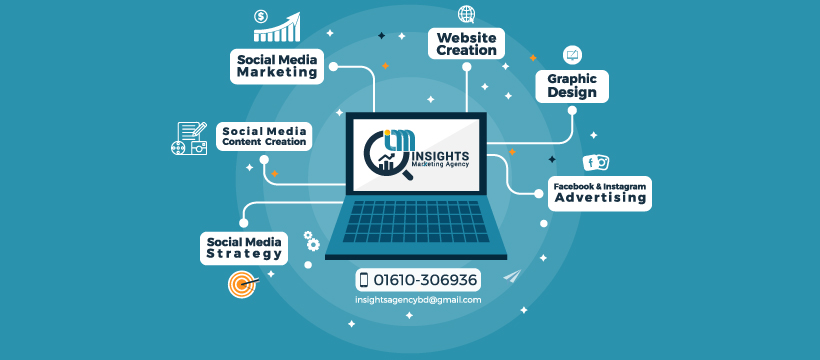 Social Media
Marketing
Website
Creation
Graphic
Design
Social Media
Content Creation
im
INSIGHTS
Marketing Agency
Facebook & Instagram
Advertising
Social Media
Strategy
01610-306936
insightsagencybd@gmail.com